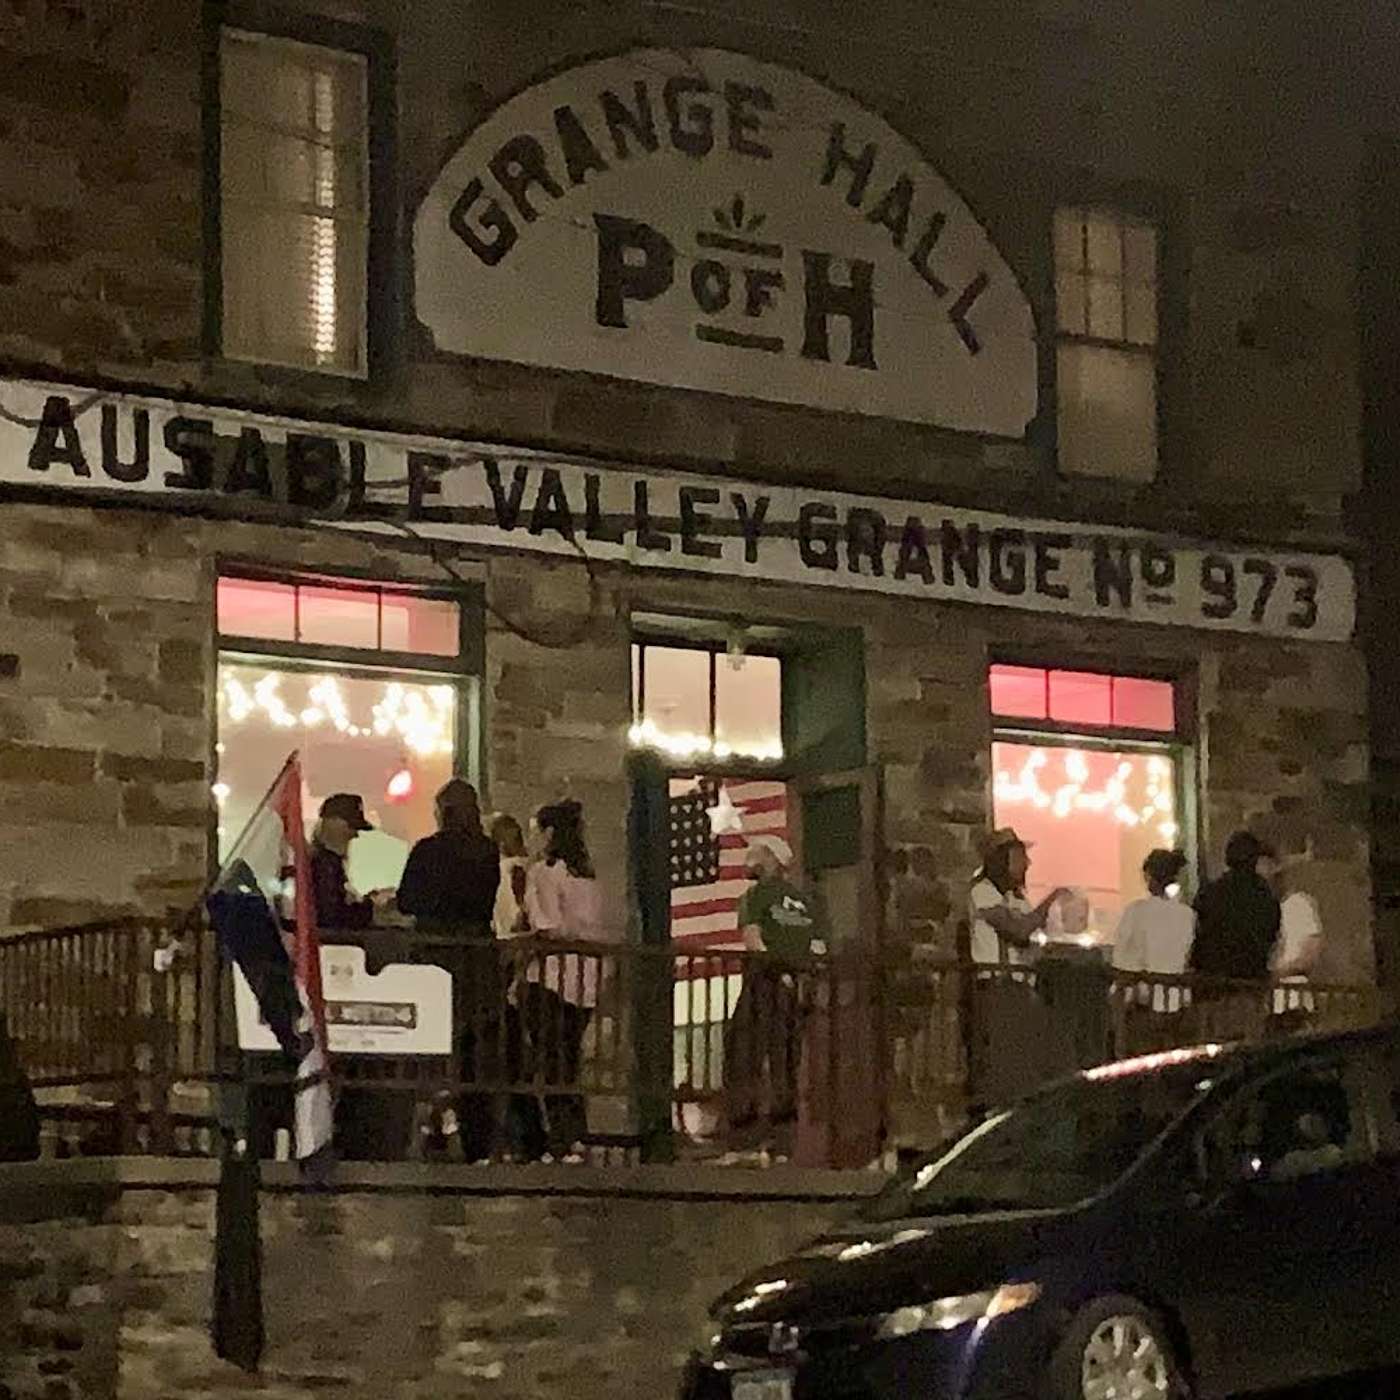 GRANGE HALL
P OF H
AUSABLE VALLEY GRANGE Nº 973